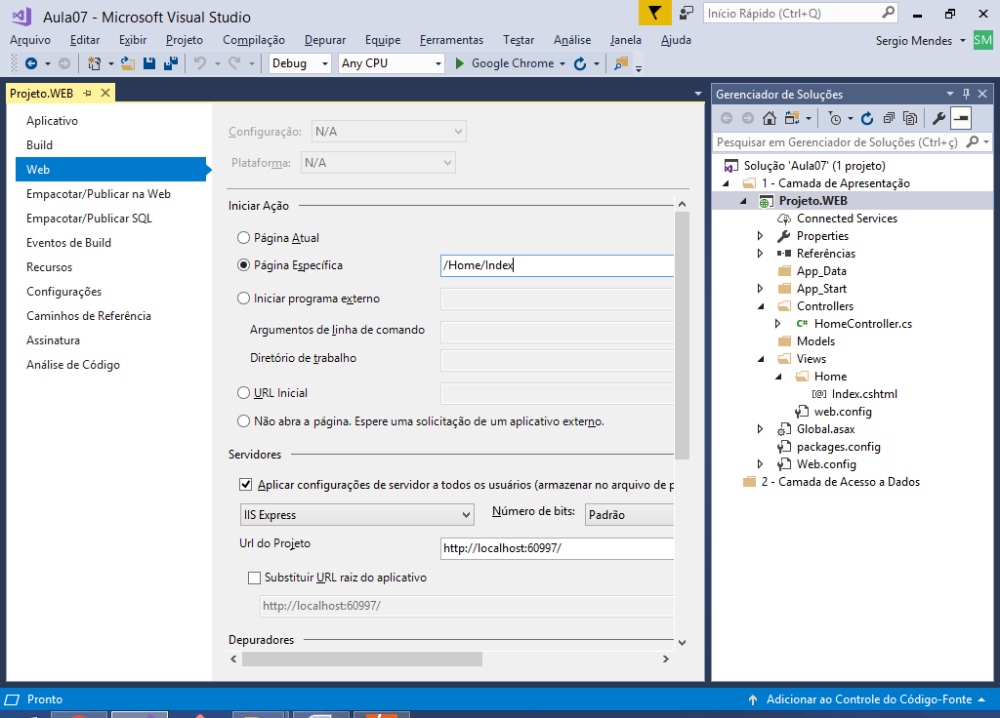 Aula07 - Microsoft Visual Studio
Início Rápido (Ctrl+Q)
Arquivo Editar Exibir Projeto Compilação Depurar Equipe Ferramentas Testar Análise Janela Ajuda
Sergio Mendes SM
Debug Any CPU Google Chrome
Projeto.WEB
Aplicativo
Build
Web
Empacotar/Publicar na Web
Empacotar/Publicar SQL
Eventos de Build
Recursos
Configurações
Caminhos de Referência
Assinatura
Análise de Código
Configuração: N/A
Plataforma: N/A
Iniciar Ação
Página Atual
Página Específica /Home/Index
Iniciar programa externo
Argumentos de linha de comando
Diretório de trabalho
URL Inicial
Não abra a página. Espere uma solicitação de um aplicativo externo.
Servidores
Aplicar configurações de servidor a todos os usuários (armazenar no arquivo de p
IIS Express Número de bits: Padrão
Url do Projeto http://localhost:60997/
Substituir URL raiz do aplicativo
http://localhost:60997/
Depuradores
Gerenciador de Soluções
Pesquisar em Gerenciador de Soluções (Ctrl+ç)
Solução 'Aula07' (1 projeto)
1 - Camada de Apresentação
Projeto.WEB
Connected Services
Properties
Referências
App_Data
App_Start
Controllers
C# HomeController.cs
Models
Views
Home
Index.cshtml
web.config
Global.asax
packages.config
Web.config
2 - Camada de Acesso a Dados
Pronto
Adicionar ao Controle do Código-Fonte